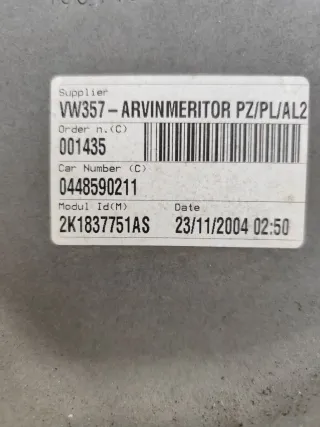 Supplier
VW357-ARVINMERITOR PZ/PL/AL2
Order n.(C)
001435
Car Number (C)
0448590211
Modul Id(M) Date
2K1837751AS 23/11/2004 02:50